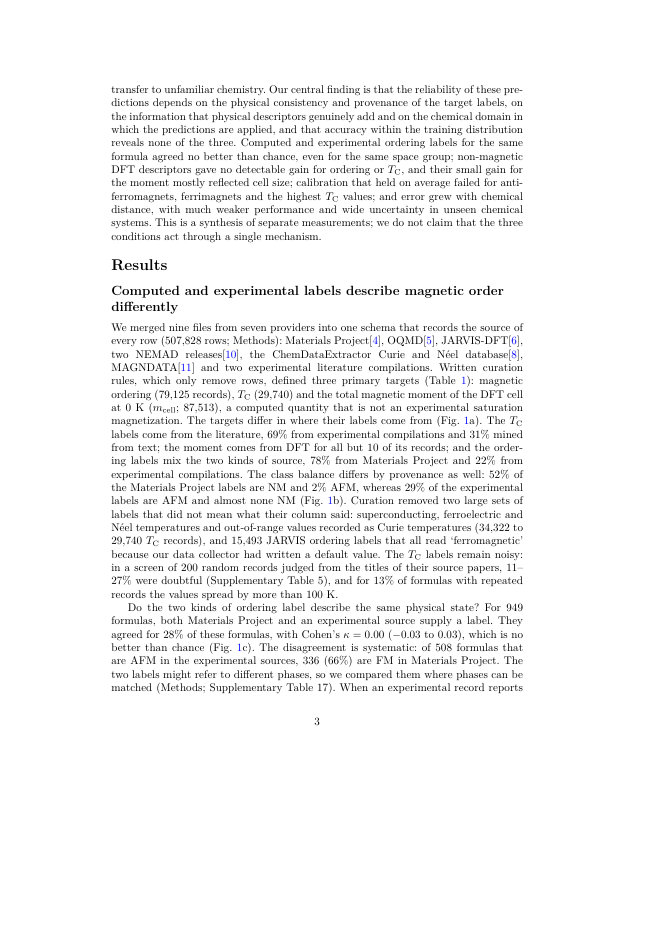 transfer to unfamiliar chemistry. Our central finding is that the reliability of these pre-
dictions depends on the physical consistency and provenance of the target labels, on
the information that physical descriptors genuinely add and on the chemical domain in
which the predictions are applied, and that accuracy within the training distribution
reveals none of the three. Computed and experimental ordering labels for the same
formula agreed no better than chance, even for the same space group; non-magnetic
DFT descriptors gave no detectable gain for ordering or T_C, and their small gain for
the moment mostly reflected cell size; calibration that held on average failed for anti-
ferromagnets, ferrimagnets and the highest T_C values; and error grew with chemical
distance, with much weaker performance and wide uncertainty in unseen chemical
systems. This is a synthesis of separate measurements; we do not claim that the three
conditions act through a single mechanism.
Results
Computed and experimental labels describe magnetic order
differently
We merged nine files from seven providers into one schema that records the source of
every row (507,828 rows; Methods): Materials Project[4], OQMD[5], JARVIS-DFT[6],
two NEMAD releases[10], the ChemDataExtractor Curie and Néel database[8],
MAGNDATA[11] and two experimental literature compilations. Written curation
rules, which only remove rows, defined three primary targets (Table 1): magnetic
ordering (79,125 records), T_C (29,740) and the total magnetic moment of the DFT cell
at 0 K (m_cell; 87,513), a computed quantity that is not an experimental saturation
magnetization. The targets differ in where their labels come from (Fig. 1a). The T_C
labels come from the literature, 69% from experimental compilations and 31% mined
from text; the moment comes from DFT for all but 10 of its records; and the order-
ing labels mix the two kinds of source, 78% from Materials Project and 22% from
experimental compilations. The class balance differs by provenance as well: 52% of
the Materials Project labels are NM and 2% AFM, whereas 29% of the experimental
labels are AFM and almost none NM (Fig. 1b). Curation removed two large sets of
labels that did not mean what their column said: superconducting, ferroelectric and
Néel temperatures and out-of-range values recorded as Curie temperatures (34,322 to
29,740 T_C records), and 15,493 JARVIS ordering labels that all read ‘ferromagnetic’
because our data collector had written a default value. The T_C labels remain noisy:
in a screen of 200 random records judged from the titles of their source papers, 11–
27% were doubtful (Supplementary Table 5), and for 13% of formulas with repeated
records the values spread by more than 100 K.
Do the two kinds of ordering label describe the same physical state? For 949
formulas, both Materials Project and an experimental source supply a label. They
agreed for 28% of these formulas, with Cohen's κ = 0.00 (−0.03 to 0.03), which is no
better than chance (Fig. 1c). The disagreement is systematic: of 508 formulas that
are AFM in the experimental sources, 336 (66%) are FM in Materials Project. The
two labels might refer to different phases, so we compared them where phases can be
matched (Methods; Supplementary Table 17). When an experimental record reports
3